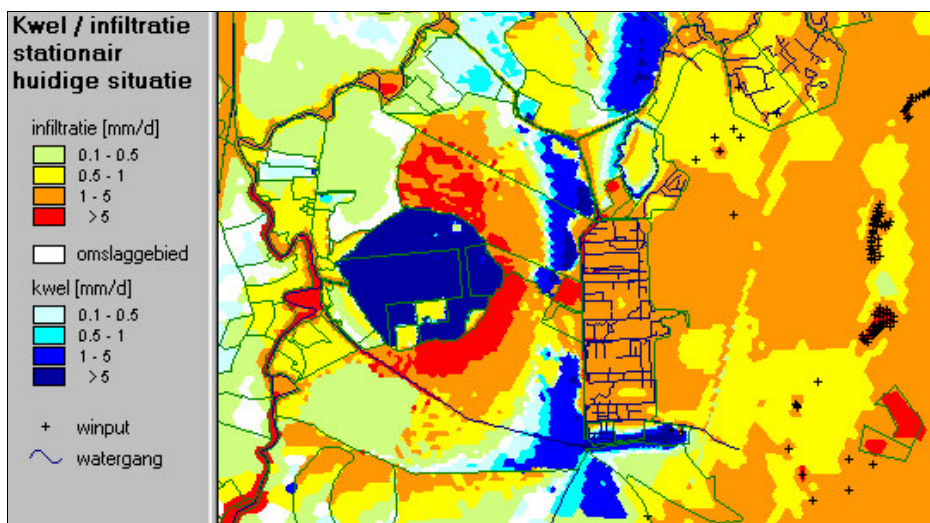 Kwel / infiltratie
stationair
huidige situatie
infiltratie [mm/d]
0.1 - 0.5
0.5 - 1
1 - 5
> 5
omslaggebied
kwel [mm/d]
0.1 - 0.5
0.5 - 1
1 - 5
> 5
winput
watergang